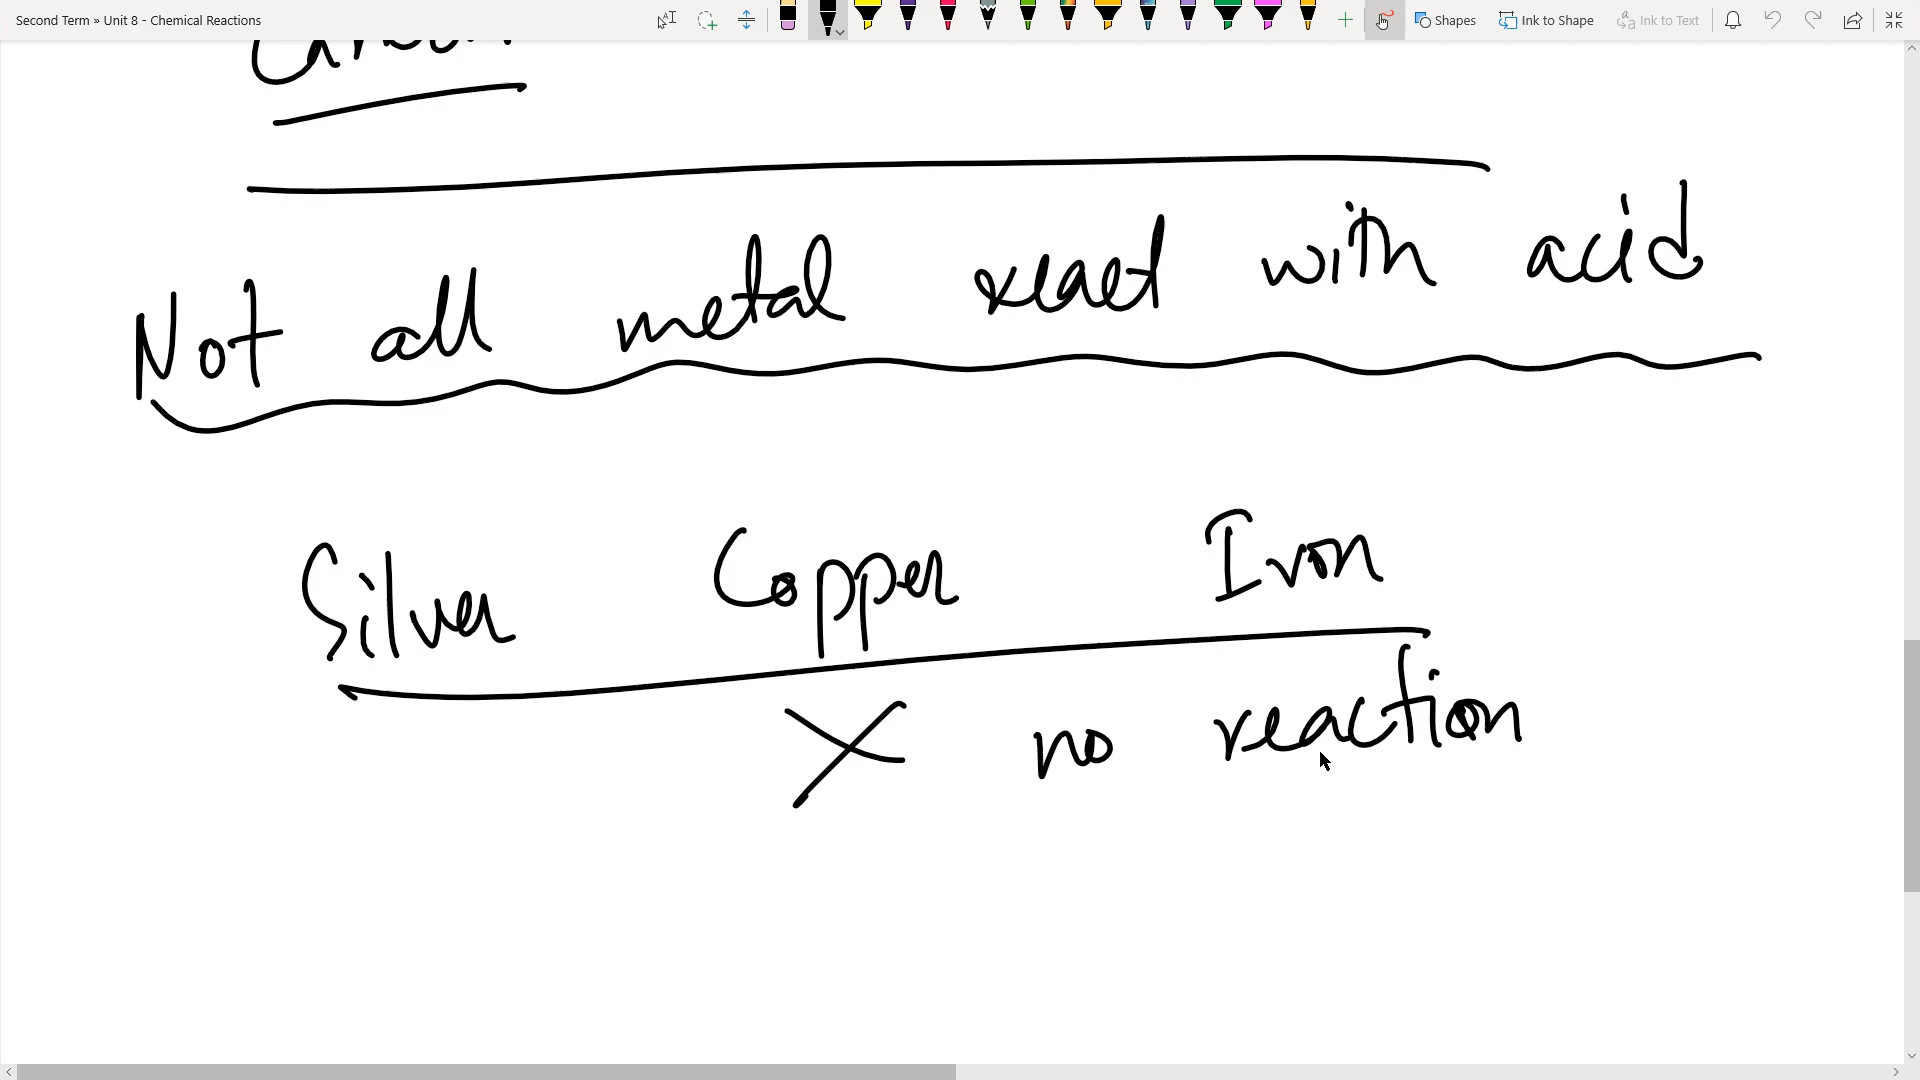 Second Term » Unit 8 - Chemical Reactions
Shapes Ink to Shape Ink to Text
Not all metal react with acid
Silver Copper Iron
X no reaction